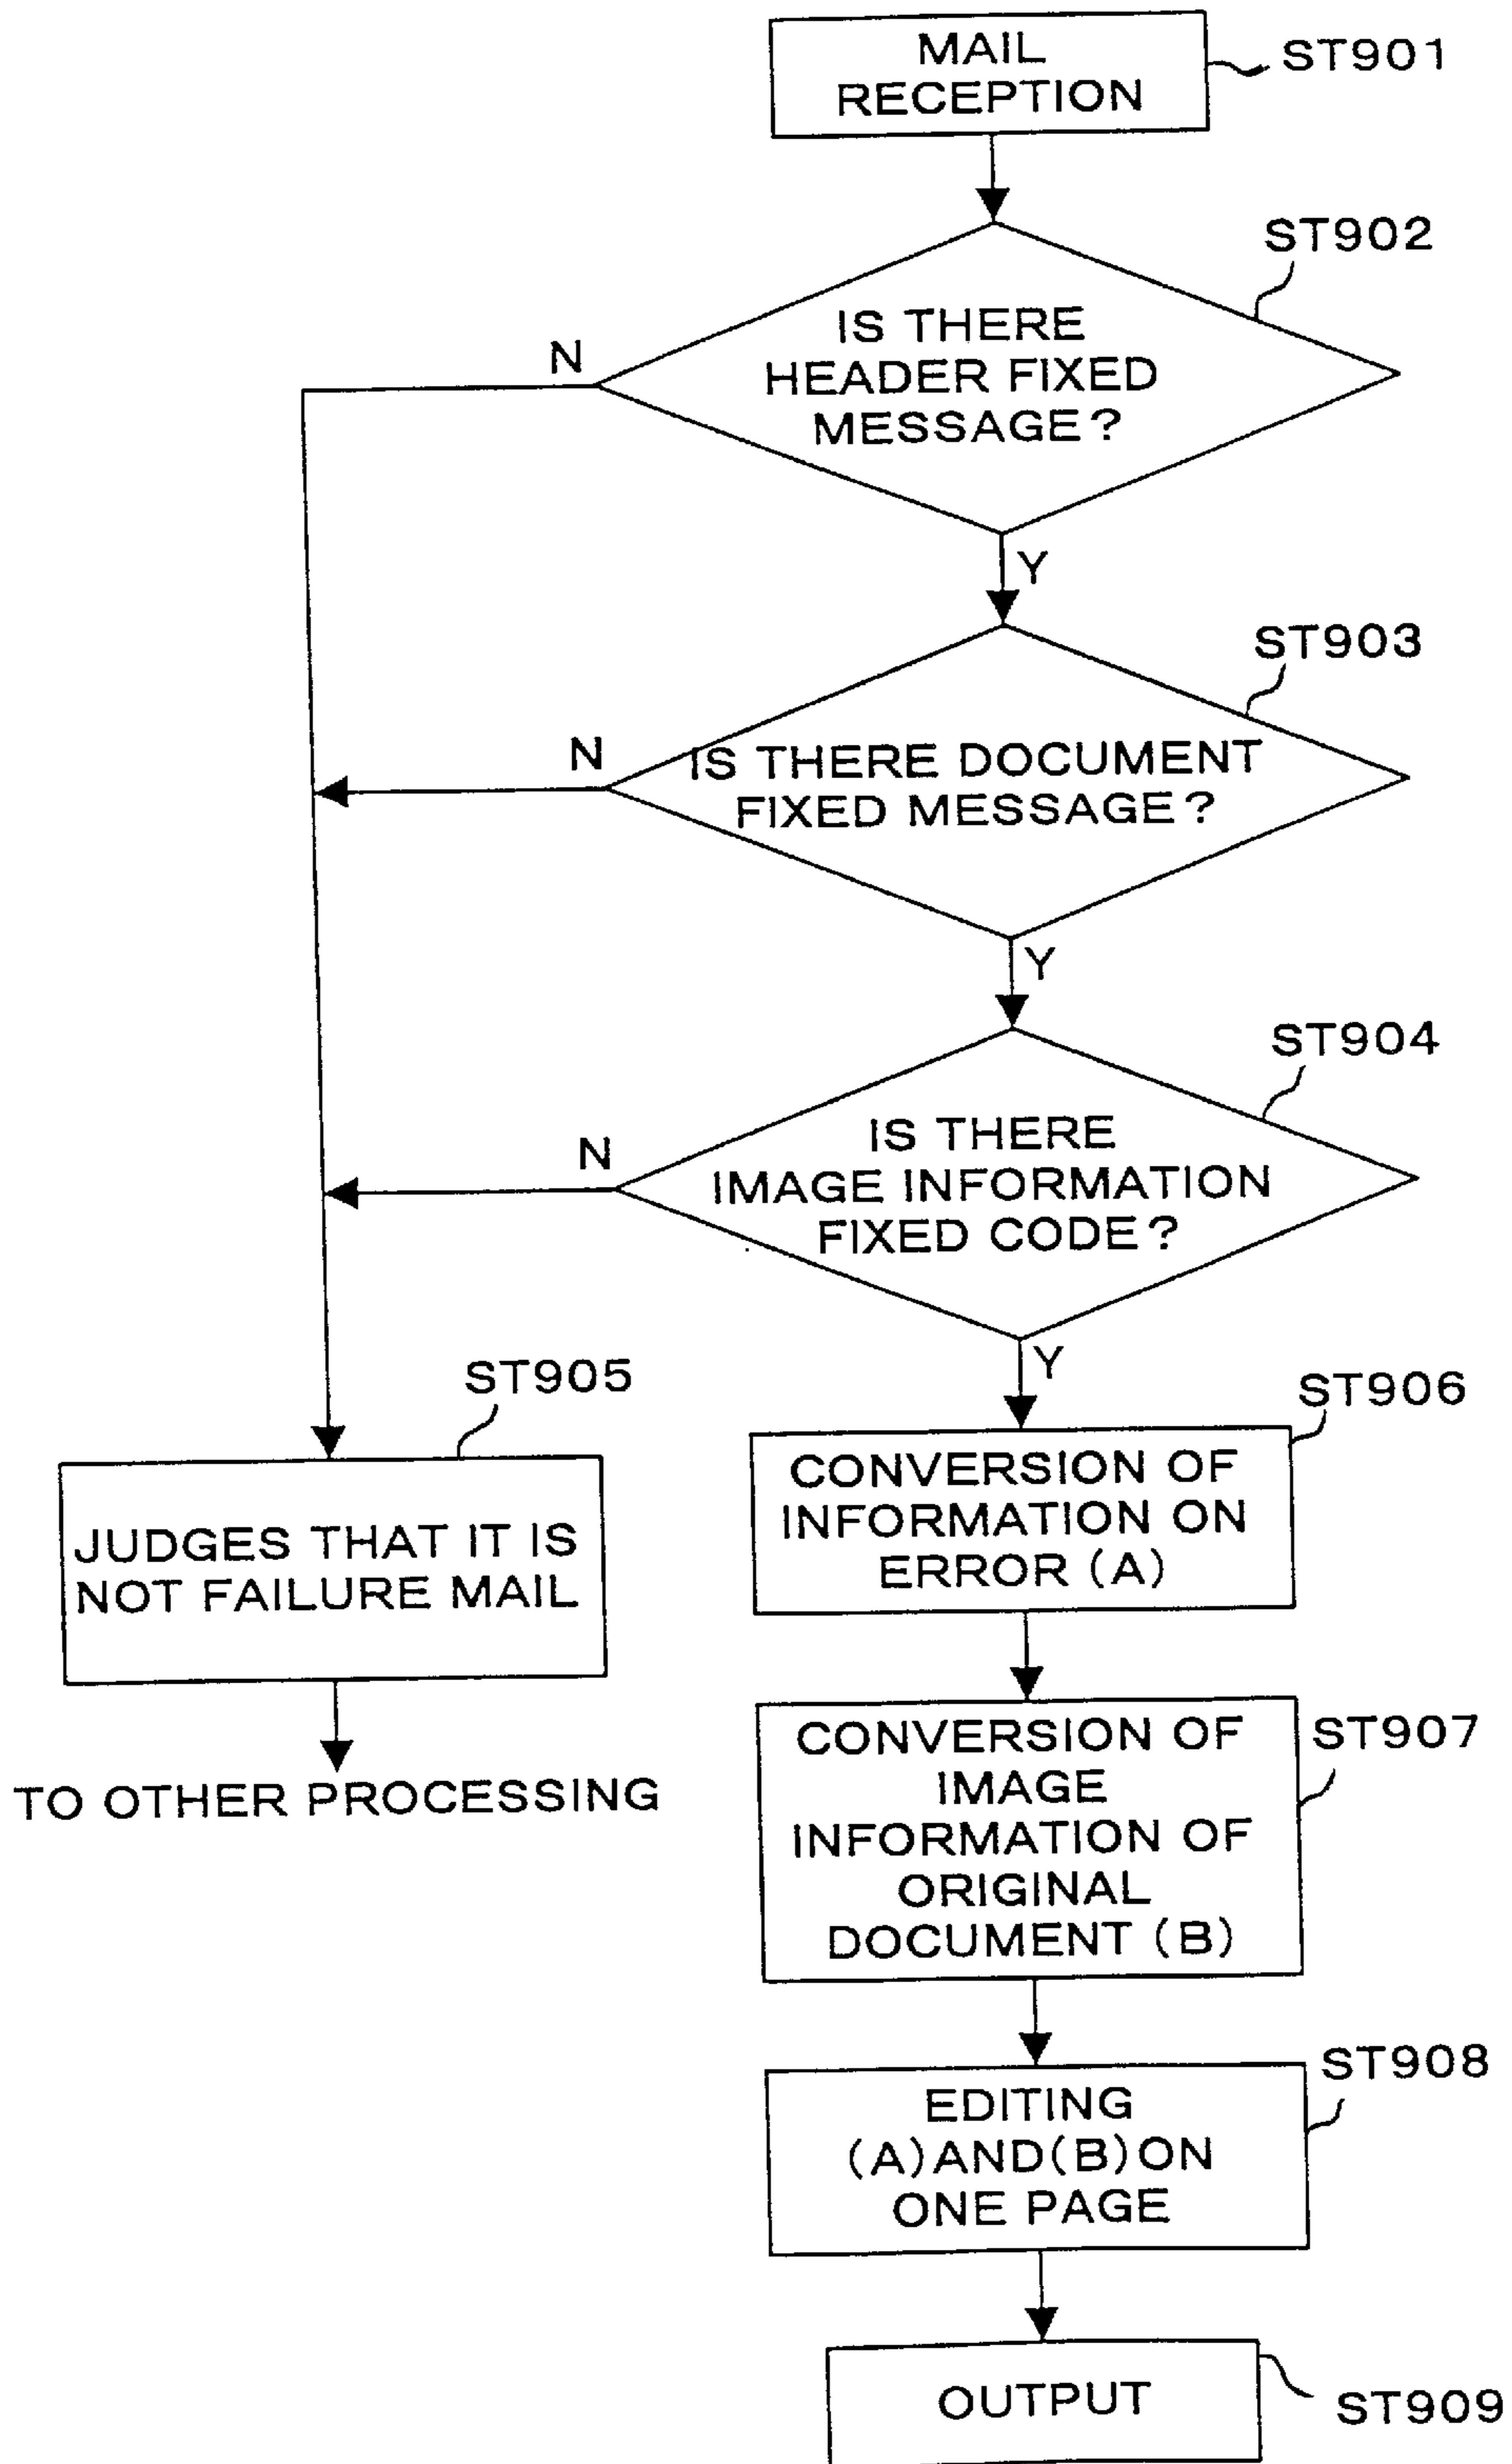 MAIL
RECEPTION
ST901
ST902
IS THERE
HEADER FIXED
MESSAGE?
N
Y
ST903
IS THERE DOCUMENT
FIXED MESSAGE?
N
Y
ST904
IS THERE
IMAGE INFORMATION
FIXED CODE?
N
Y
ST905
JUDGES THAT IT IS
NOT FAILURE MAIL
TO OTHER PROCESSING
ST906
CONVERSION OF
INFORMATION ON
ERROR (A)
ST907
CONVERSION OF
IMAGE
INFORMATION OF
ORIGINAL
DOCUMENT (B)
ST908
EDITING
(A)AND(B)ON
ONE PAGE
OUTPUT
ST909